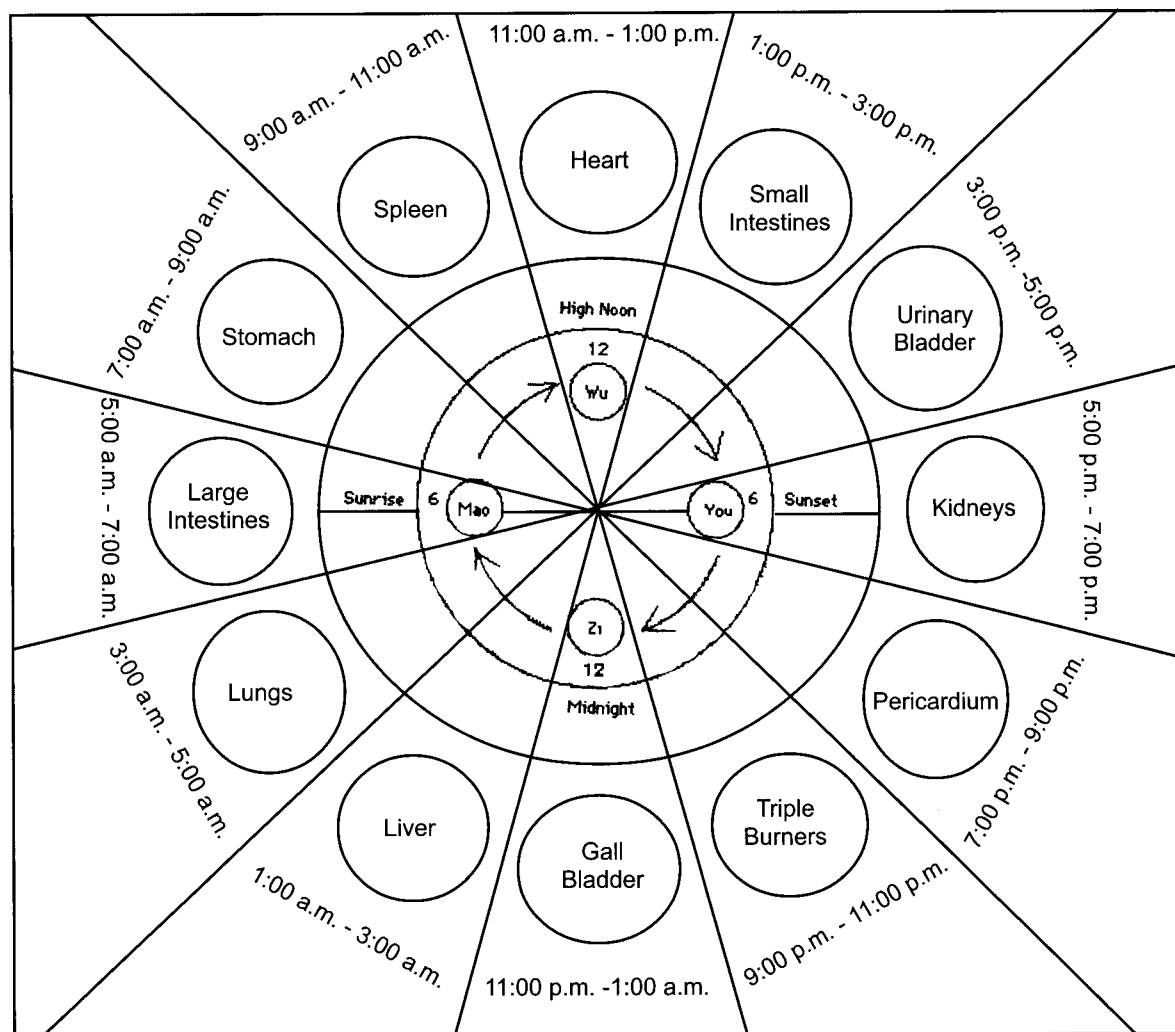 11:00 a.m. - 1:00 p.m.
Heart
1:00 p.m. - 3:00 p.m.
Small
Intestines
3:00 p.m. -5:00 p.m.
Urinary
Bladder
5:00 p.m. - 7:00 p.m.
Kidneys
7:00 p.m. - 9:00 p.m.
Pericardium
9:00 p.m. - 11:00 p.m.
Triple
Burners
11:00 p.m. -1:00 a.m.
Gall
Bladder
1:00 a.m. - 3:00 a.m.
Liver
3:00 a.m. - 5:00 a.m.
Lungs
5:00 a.m. - 7:00 a.m.
Large
Intestines
7:00 a.m. - 9:00 a.m.
Stomach
9:00 a.m. - 11:00 a.m.
Spleen
High Noon
12
Wu
Sunrise
6
Mao
You
6
Sunset
Zi
12
Midnight